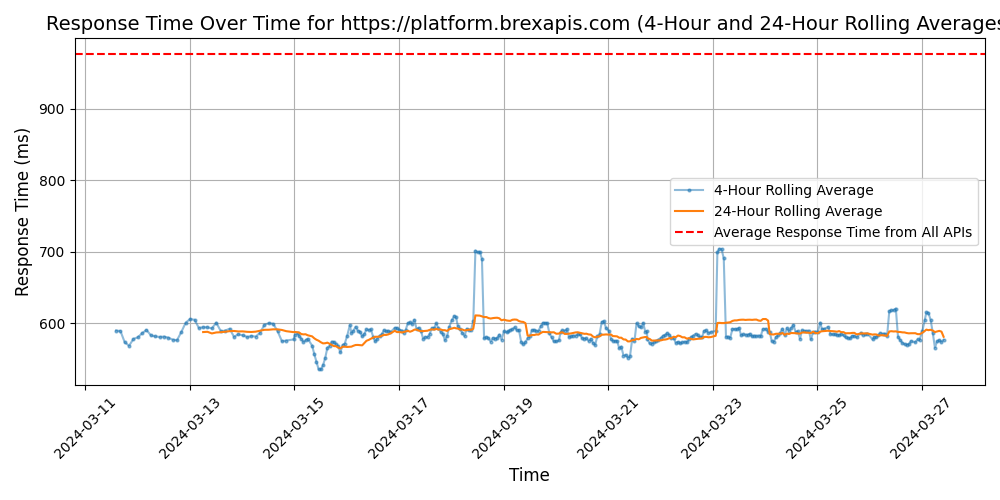 Response Time Over Time for https://platform.brexapis.com (4-Hour and 24-Hour Rolling Averages
Response Time (ms)
900
800
700
600
4-Hour Rolling Average
24-Hour Rolling Average
Average Response Time from All APIs
2024-03-11
2024-03-13
2024-03-15
2024-03-17
2024-03-19
2024-03-21
2024-03-23
2024-03-25
2024-03-27
Time